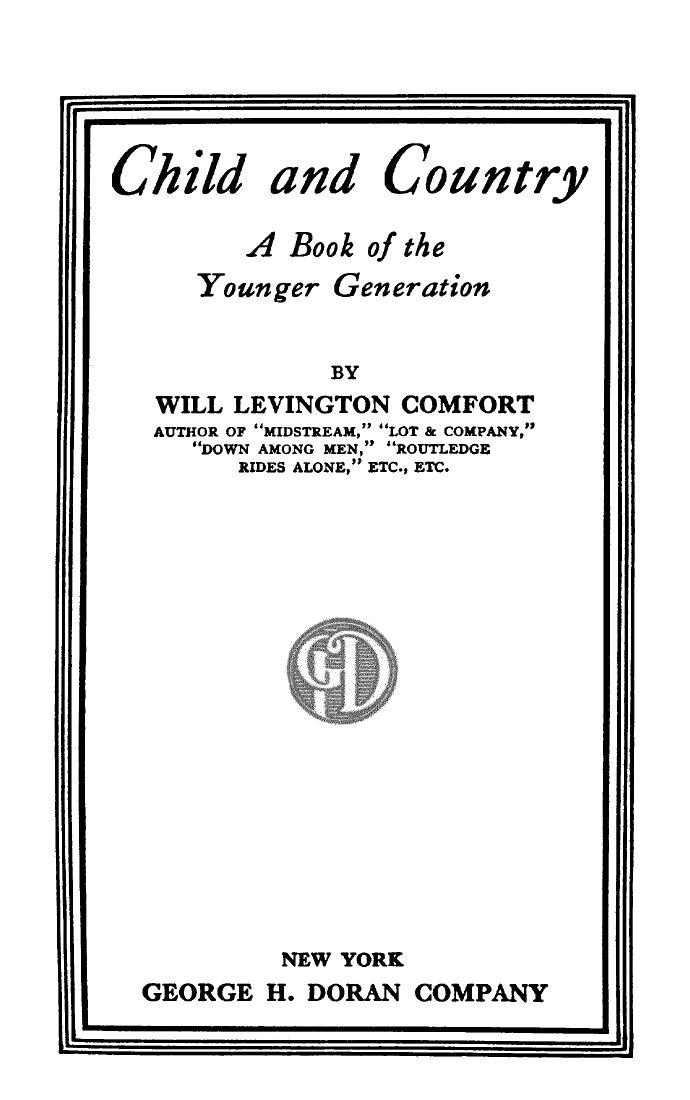 Child and Country
A Book of the
Younger Generation
BY
WILL LEVINGTON COMFORT
AUTHOR OF "MIDSTREAM," "LOT & COMPANY,"
"DOWN AMONG MEN," "ROUTLEDGE
RIDES ALONE," ETC., ETC.
GHD
NEW YORK
GEORGE H. DORAN COMPANY